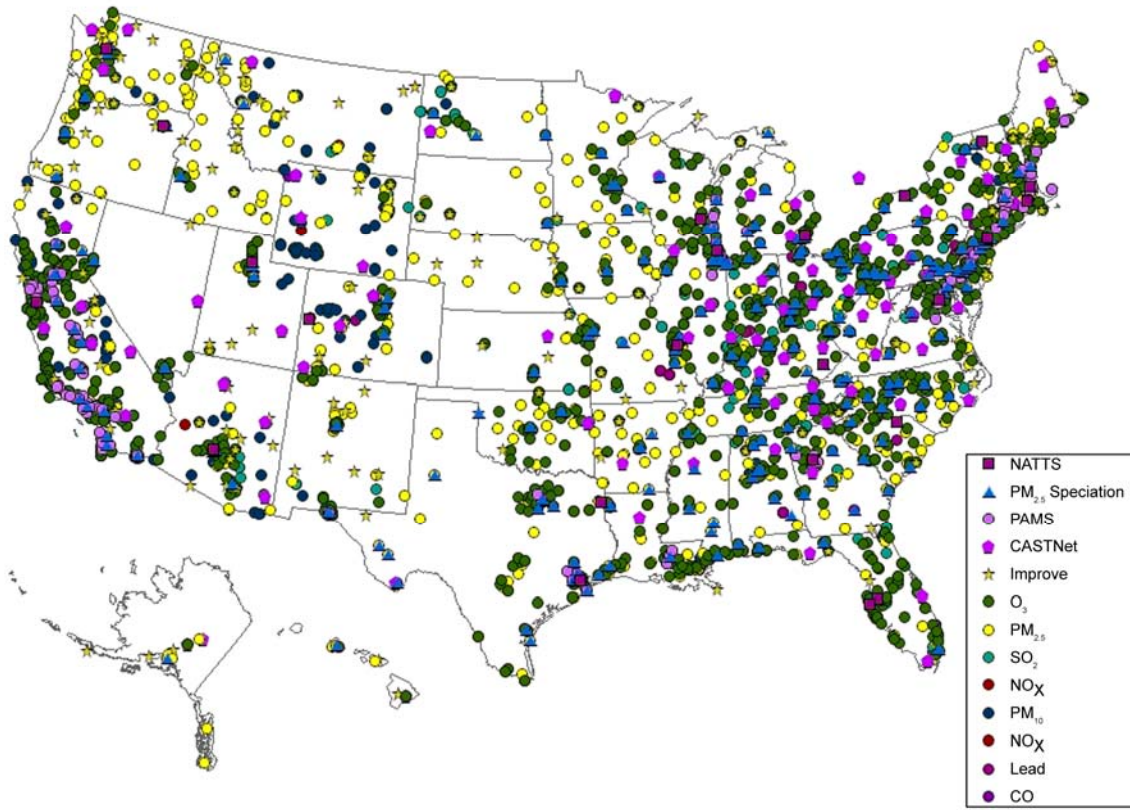 NATTS
PM2.5 Speciation
PAMS
CASTNet
Improve
O3
PM2.5
SO2
NOX
PM10
NOX
Lead
CO